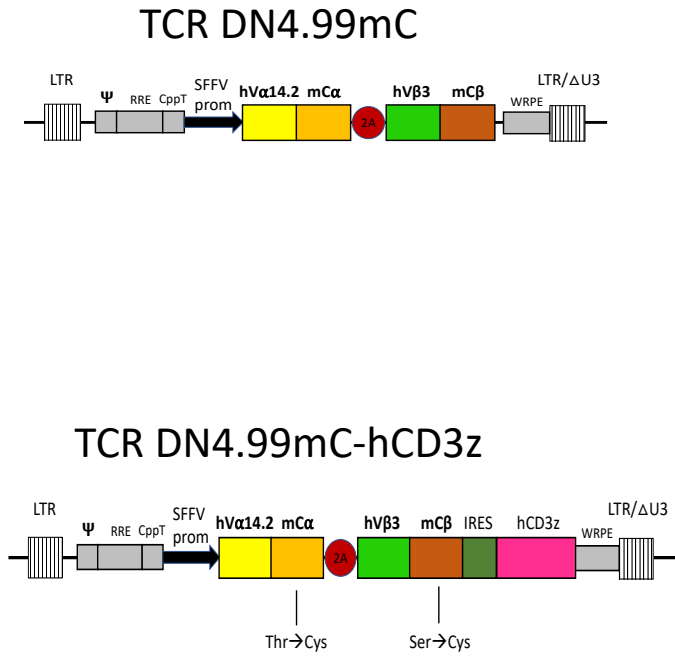 TCR DN4.99mC
LTR
Ψ
RRE
CppT
SFFV
prom
hVα14.2
mCα
2A
hVβ3
mCβ
WRPE
LTR/△U3
TCR DN4.99mC-hCD3z
LTR
Ψ
RRE
CppT
SFFV
prom
hVα14.2
mCα
2A
hVβ3
mCβ
IRES
hCD3z
WRPE
LTR/△U3
Thr→Cys
Ser→Cys